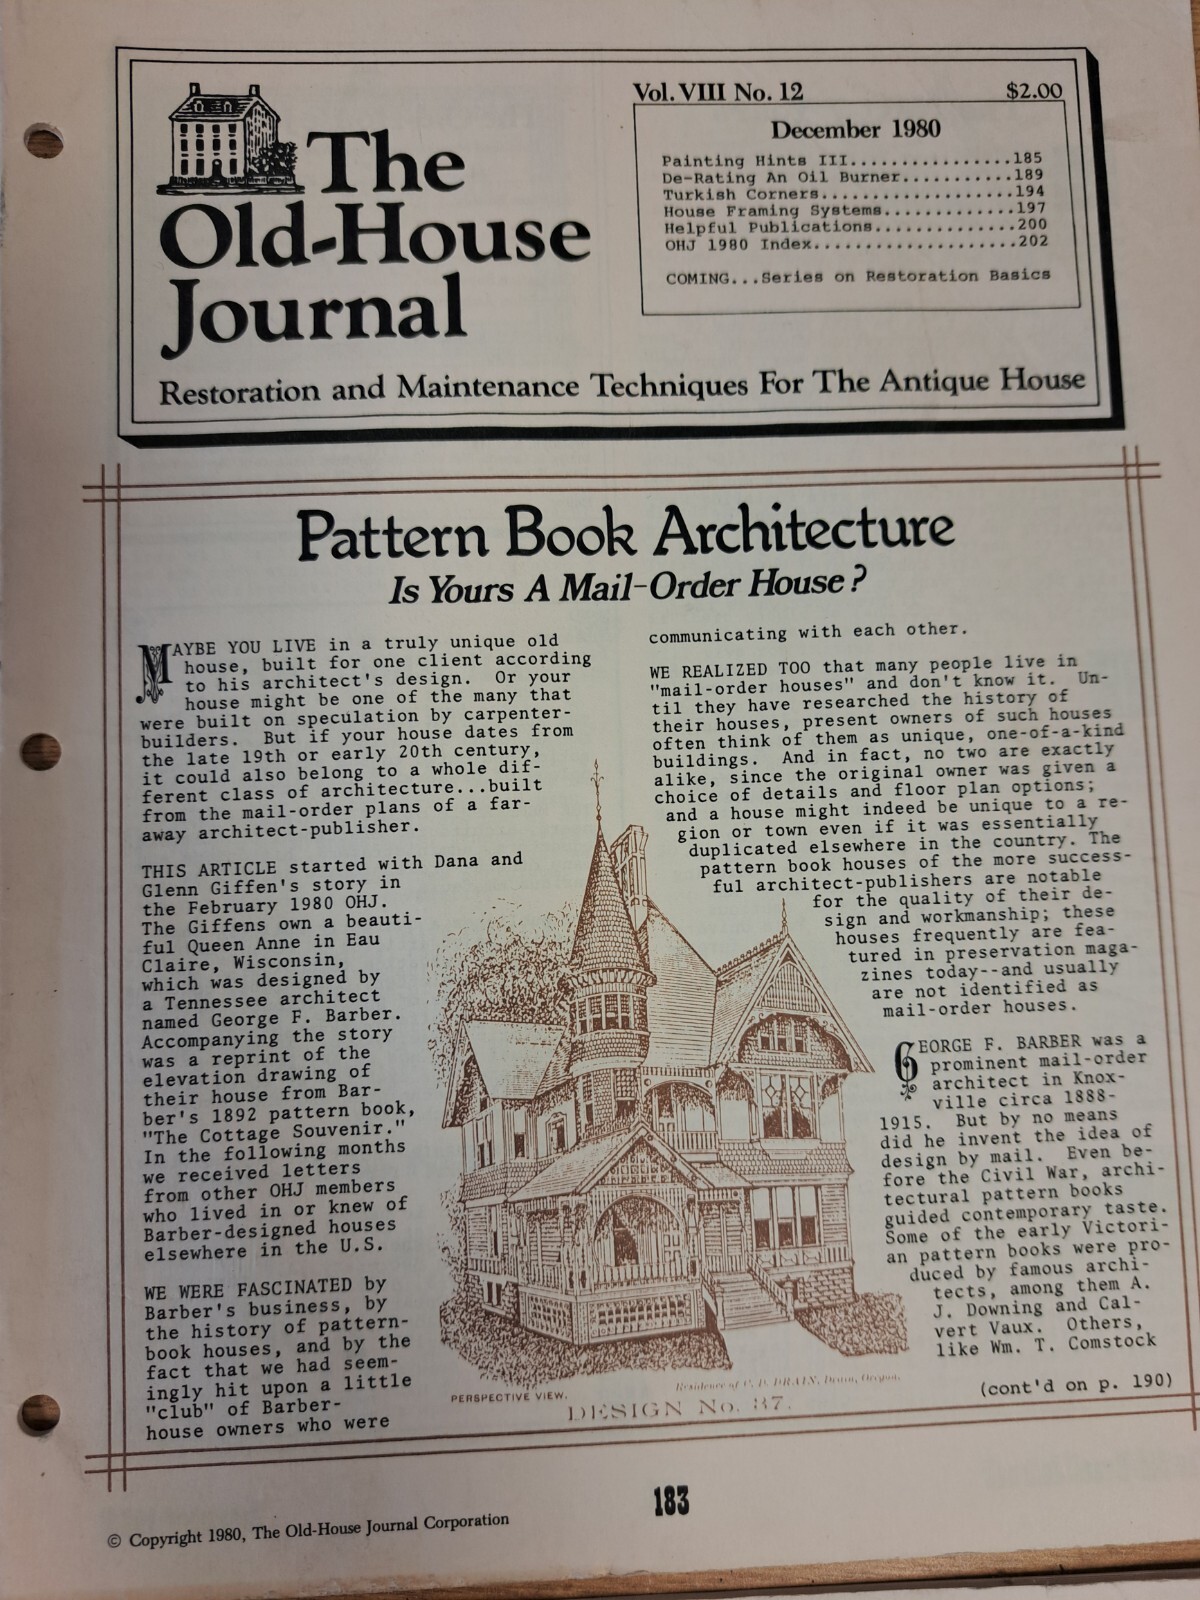 The
Old-House
Journal
Vol. VIII No. 12
$2.00
December 1980
Painting Hints III................185
De-Rating An Oil Burner...........189
Turkish Corners...................194
House Framing Systems.............197
Helpful Publications..............200
OHJ 1980 Index....................202
COMING...Series on Restoration Basics
Restoration and Maintenance Techniques For The Antique House
Pattern Book Architecture
Is Yours A Mail-Order House?
MAYBE YOU LIVE in a truly unique old
house, built for one client according
to his architect's design. Or your
house might be one of the many that
were built on speculation by carpenter-
builders. But if your house dates from
the late 19th or early 20th century,
it could also belong to a whole dif-
ferent class of architecture...built
from the mail-order plans of a far-
away architect-publisher.
THIS ARTICLE started with Dana and
Glenn Giffen's story in
the February 1980 OHJ.
The Giffens own a beauti-
ful Queen Anne in Eau
Claire, Wisconsin,
which was designed by
a Tennessee architect
named George F. Barber.
Accompanying the story
was a reprint of the
elevation drawing of
their house from Bar-
ber's 1892 pattern book,
"The Cottage Souvenir."
In the following months
we received letters
from other OHJ members
who lived in or knew of
Barber-designed houses
elsewhere in the U.S.
WE WERE FASCINATED by
Barber's business, by
the history of pattern-
book houses, and by the
fact that we had seem-
ingly hit upon a little
"club" of Barber-
house owners who were
communicating with each other.
WE REALIZED TOO that many people live in
"mail-order houses" and don't know it. Un-
til they have researched the history of
their houses, present owners of such houses
often think of them as unique, one-of-a-kind
buildings. And in fact, no two are exactly
alike, since the original owner was given a
choice of details and floor plan options;
and a house might indeed be unique to a re-
gion or town even if it was essentially
duplicated elsewhere in the country. The
pattern book houses of the more success-
ful architect-publishers are notable
for the quality of their de-
sign and workmanship; these
houses frequently are fea-
tured in preservation maga-
zines today--and usually
are not identified as
mail-order houses.
GEORGE F. BARBER was a
prominent mail-order
architect in Knox-
ville circa 1888-
1915. But by no means
did he invent the idea of
design by mail. Even be-
fore the Civil War, archi-
tectural pattern books
guided contemporary taste.
Some of the early Victori-
an pattern books were pro-
duced by famous archi-
tects, among them A.
J. Downing and Cal-
vert Vaux. Others,
like Wm. T. Comstock
(cont'd on p. 190)
PERSPECTIVE VIEW.
Residence of C. D. DRAIN, Drain, Oregon.
DESIGN No. 37.
183
© Copyright 1980, The Old-House Journal Corporation